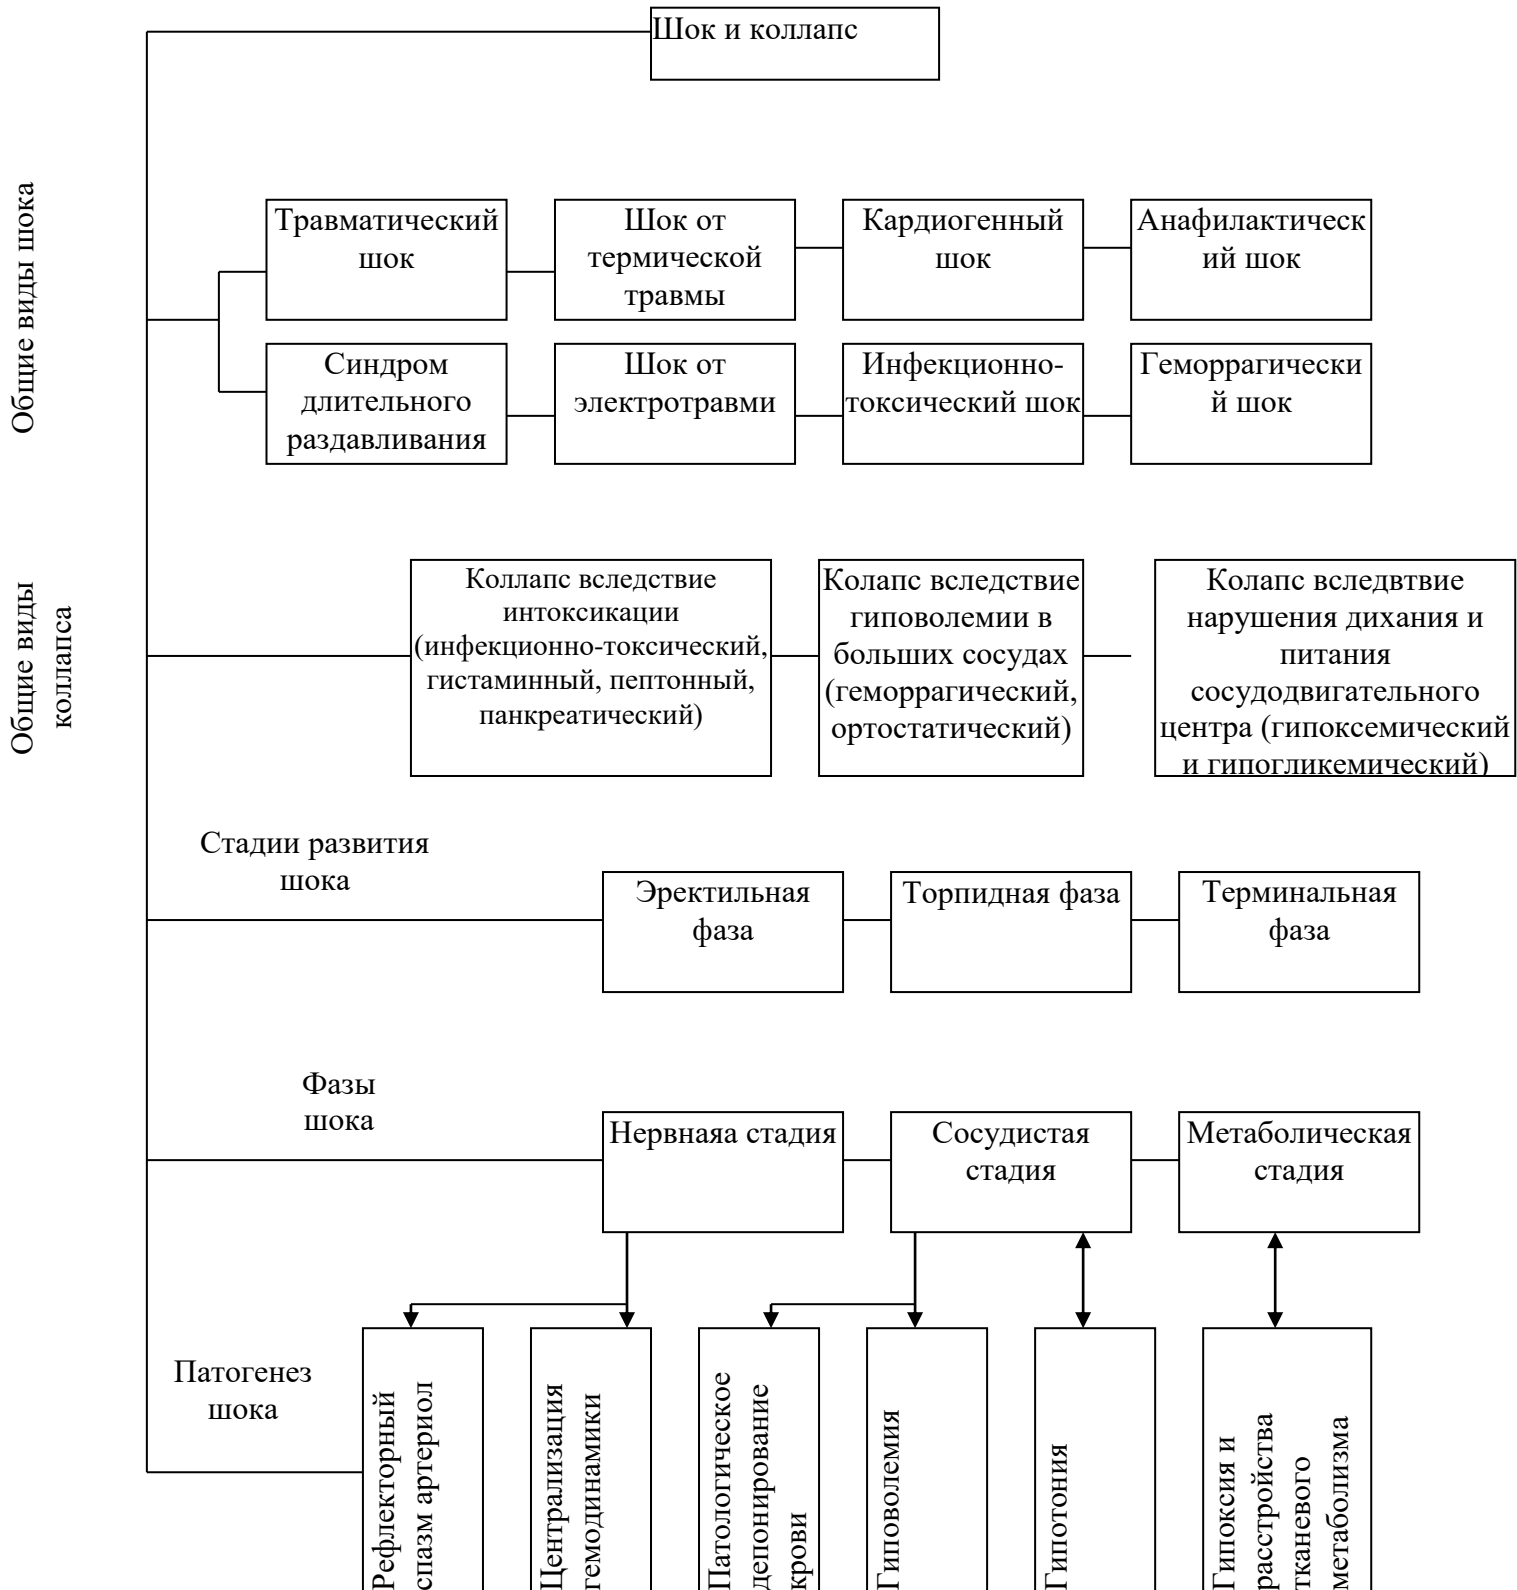 Шок и коллапс
Общие виды шока
Травматический
шок
Шок от
термической
травмы
Кардиогенный
шок
Анафилактическ
ий шок
Синдром
длительного
раздавливания
Шок от
электротравми
Инфекционно-
токсический шок
Геморрагически
й шок
Общие виды
коллапса
Коллапс вследствие
интоксикации
(инфекционно-токсический,
гистаминный, пептонный,
панкреатический)
Колапс вследствие
гиповолемии в
больших сосудах
(геморрагический,
ортостатический)
Колапс вследвтвие
нарушения дихания и
питания
сосудодвигательного
центра (гипоксемический
и гипогликемический)
Стадии развития
шока
Эректильная
фаза
Торпидная фаза
Терминальная
фаза
Фазы
шока
Нервнаяа стадия
Сосудистая
стадия
Метаболическая
стадия
Патогенез
шока
Рефлекторный
спазм артериол
Централизация
гемодинамики
Патологическое
депонирование
крови
Гиповолемия
Гипотония
Гипоксия и
расстройства
тканевого
метаболизма